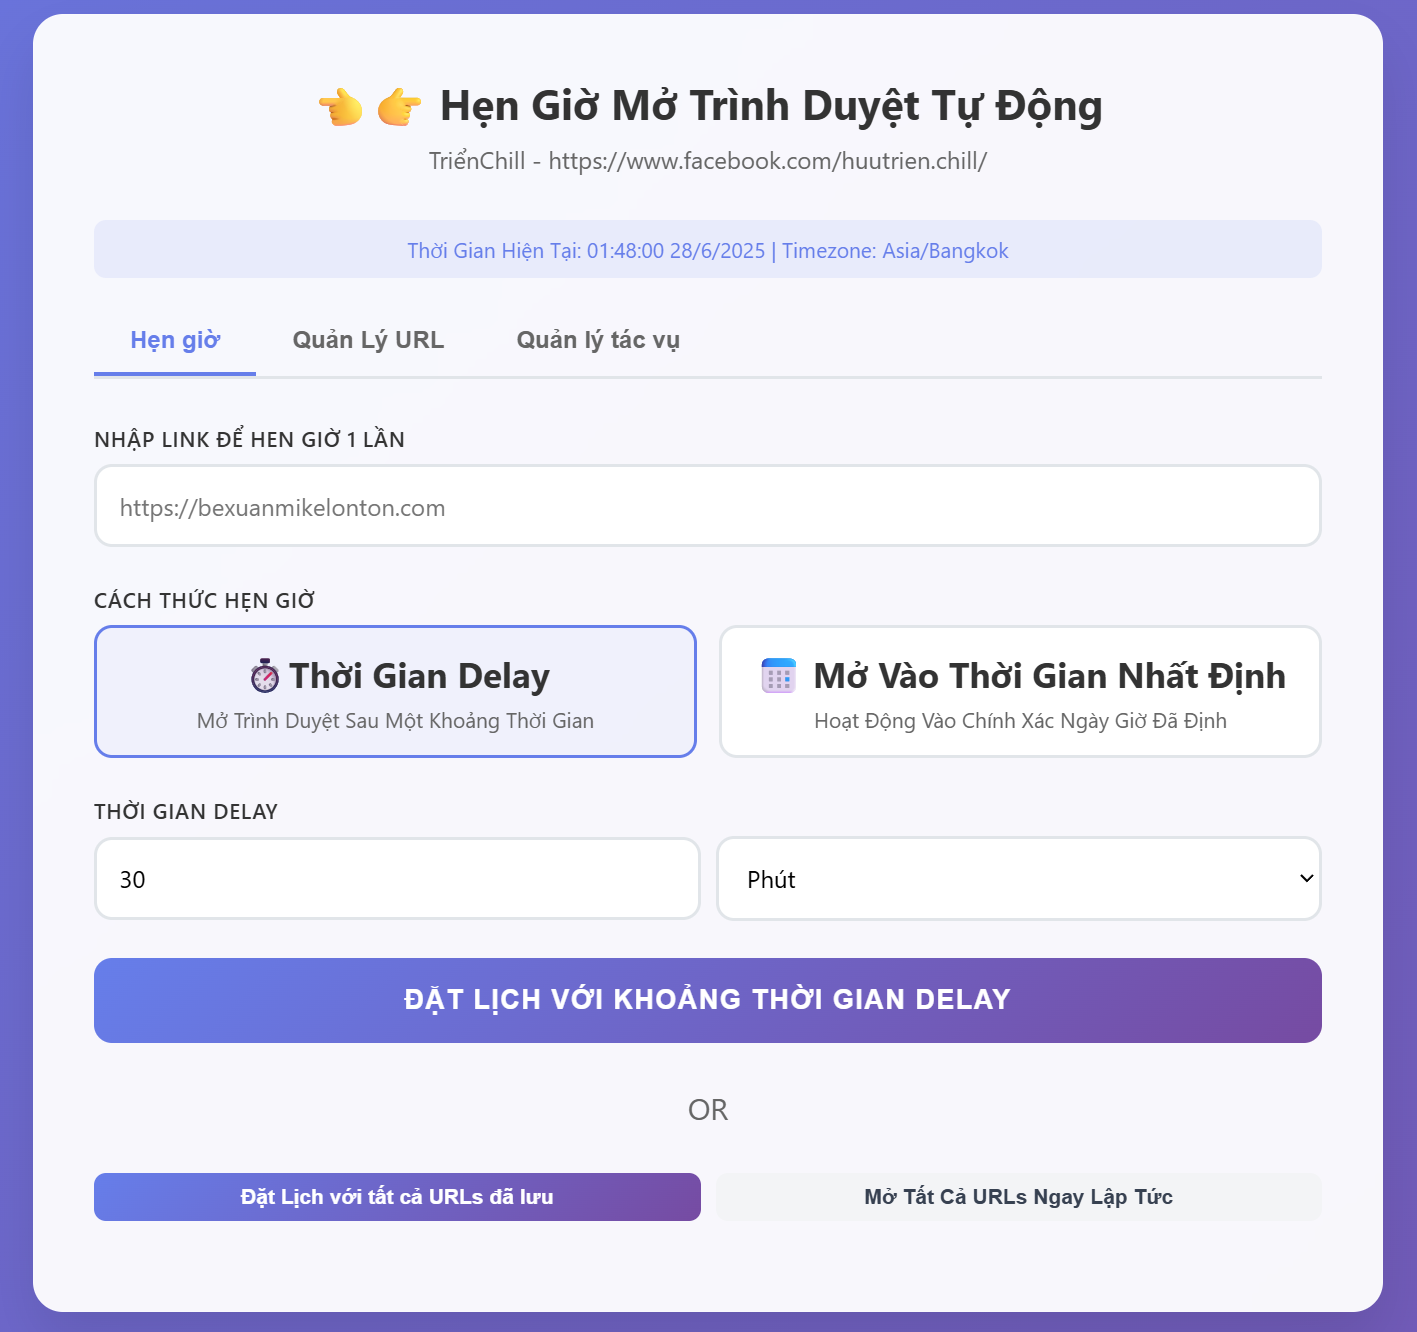 Hẹn Giờ Mở Trình Duyệt Tự Động
TriểnChill - https://www.facebook.com/huutrien.chill/
Thời Gian Hiện Tại: 01:48:00 28/6/2025 | Timezone: Asia/Bangkok
Hẹn giờ
Quản Lý URL
Quản lý tác vụ
NHẬP LINK ĐỂ HEN GIỜ 1 LẦN
https://bexuanmikelonton.com
CÁCH THỨC HẸN GIỜ
Thời Gian Delay
Mở Trình Duyệt Sau Một Khoảng Thời Gian
Mở Vào Thời Gian Nhất Định
Hoạt Động Vào Chính Xác Ngày Giờ Đã Định
THỜI GIAN DELAY
30
Phút
ĐẶT LỊCH VỚI KHOẢNG THỜI GIAN DELAY
OR
Đặt Lịch với tất cả URLs đã lưu
Mở Tất Cả URLs Ngay Lập Tức